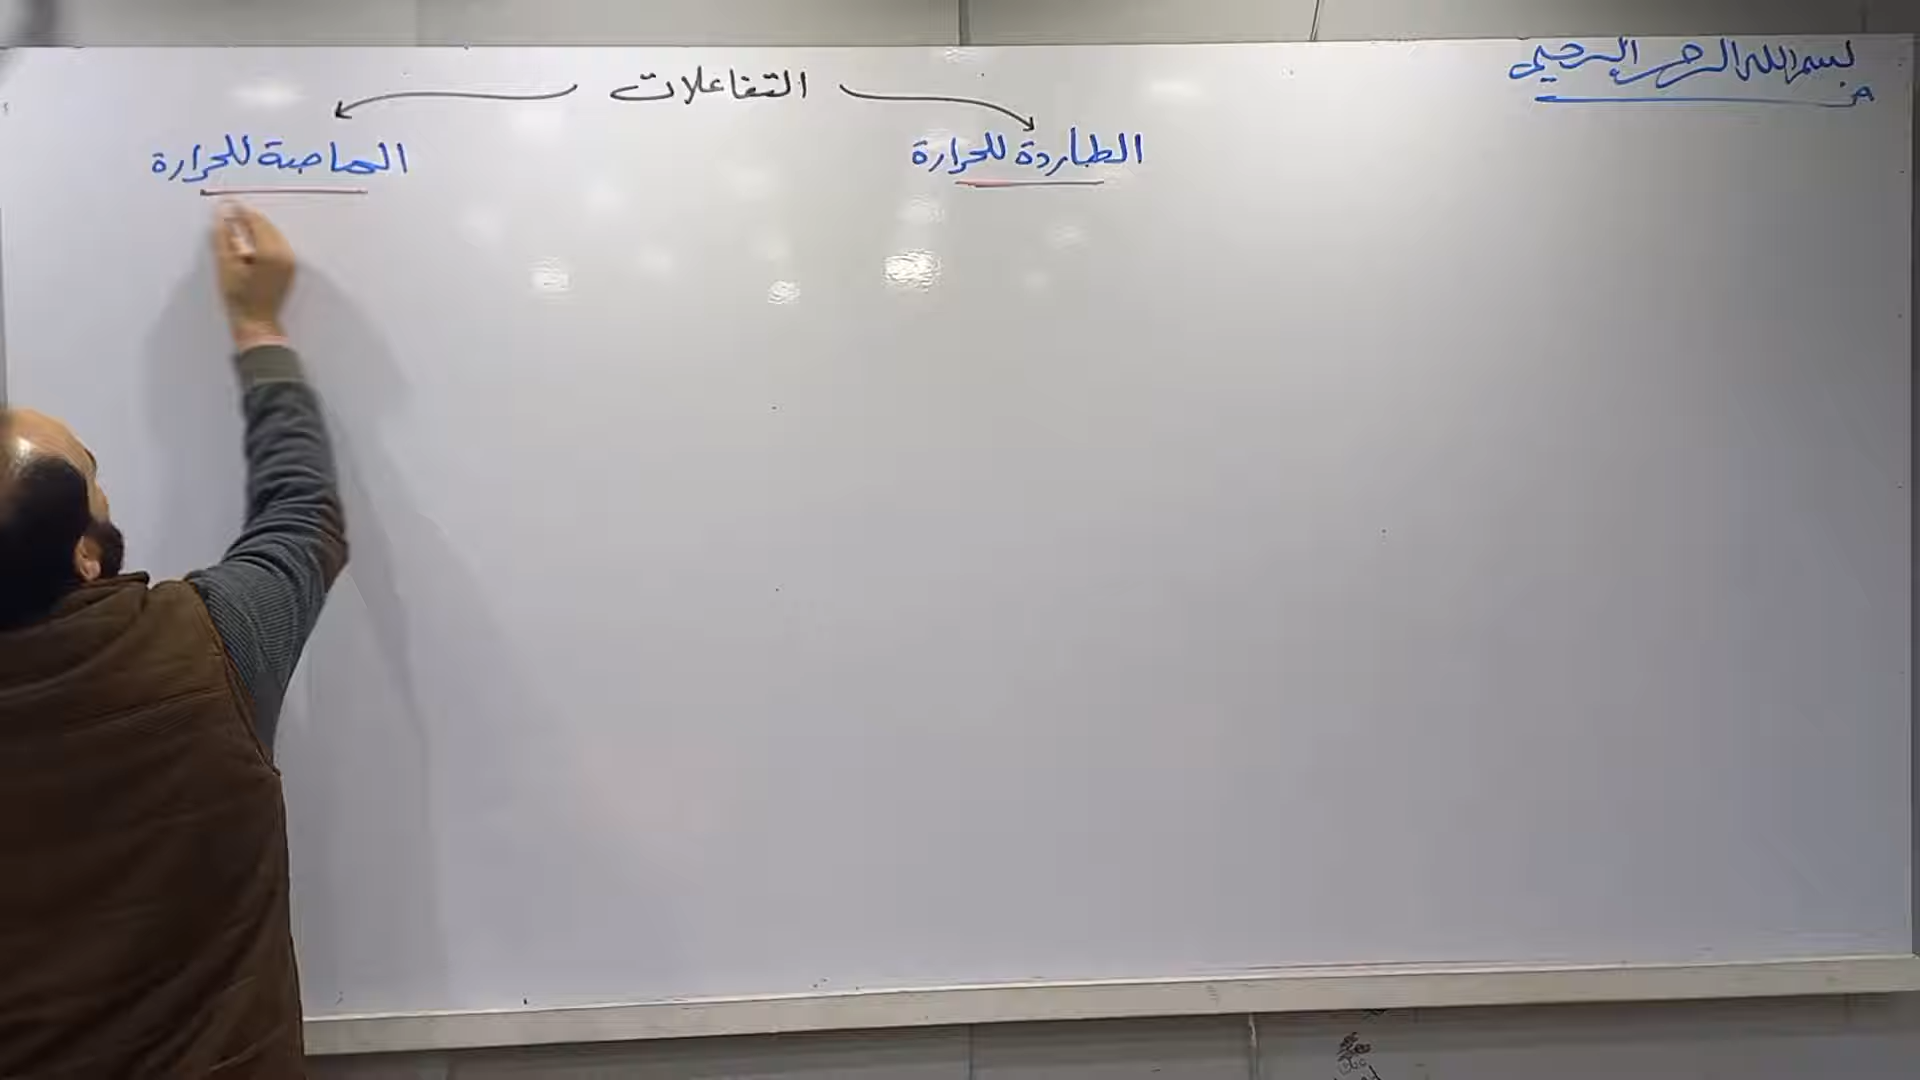 بسم الله الرحمن الرحيم
التفاعلات
الطاردة للحرارة
الماصة للحرارة